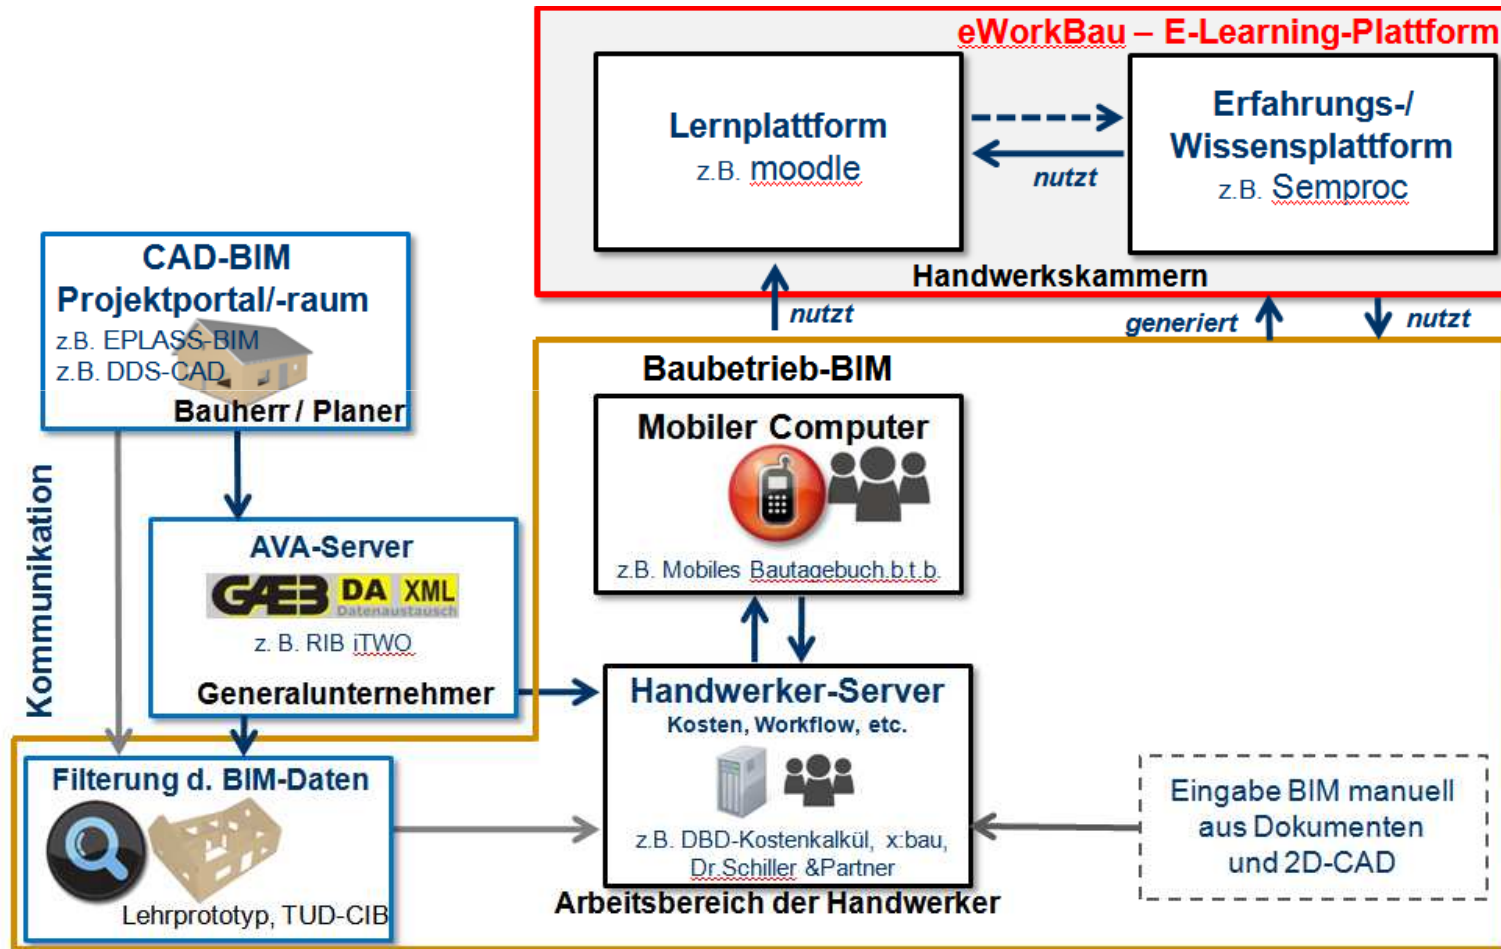 eWorkBau – E-Learning-Plattform
Lernplattform
z.B. moodle
nutzt
Erfahrungs-/
Wissensplattform
z.B. Semproc
Handwerkskammern
nutzt
generiert
nutzt
CAD-BIM
Projektportal/-raum
z.B. EPLASS-BIM
z.B. DDS-CAD
Bauherr / Planer
Kommunikation
AVA-Server
GAEB DA XML
Datenaustausch
z. B. RIB iTWO
Generalunternehmer
Filterung d. BIM-Daten
Lehrprototyp, TUD-CIB
Baubetrieb-BIM
Mobiler Computer
z.B. Mobiles Bautagebuch.b.t.b.
Handwerker-Server
Kosten, Workflow, etc.
z.B. DBD-Kostenkalkül, x:bau,
Dr.Schiller &Partner
Arbeitsbereich der Handwerker
Eingabe BIM manuell
aus Dokumenten
und 2D-CAD